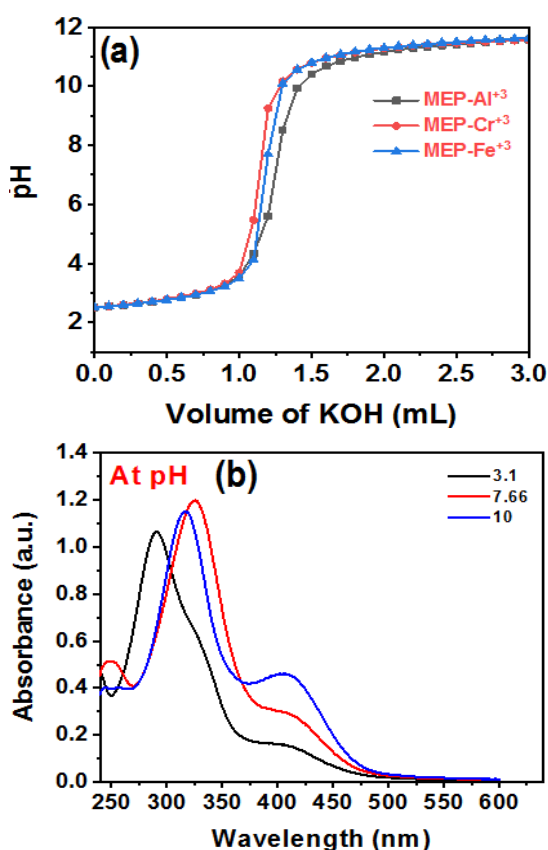 (a)
12
10
8
6
4
2
pH
MEP-Al+3
MEP-Cr+3
MEP-Fe+3
0.0 0.5 1.0 1.5 2.0 2.5 3.0
Volume of KOH (mL)
At pH (b)
3.1
7.66
10
1.4
1.2
1.0
0.8
0.6
0.4
0.2
0.0
Absorbance (a.u.)
250 300 350 400 450 500 550 600
Wavelength (nm)